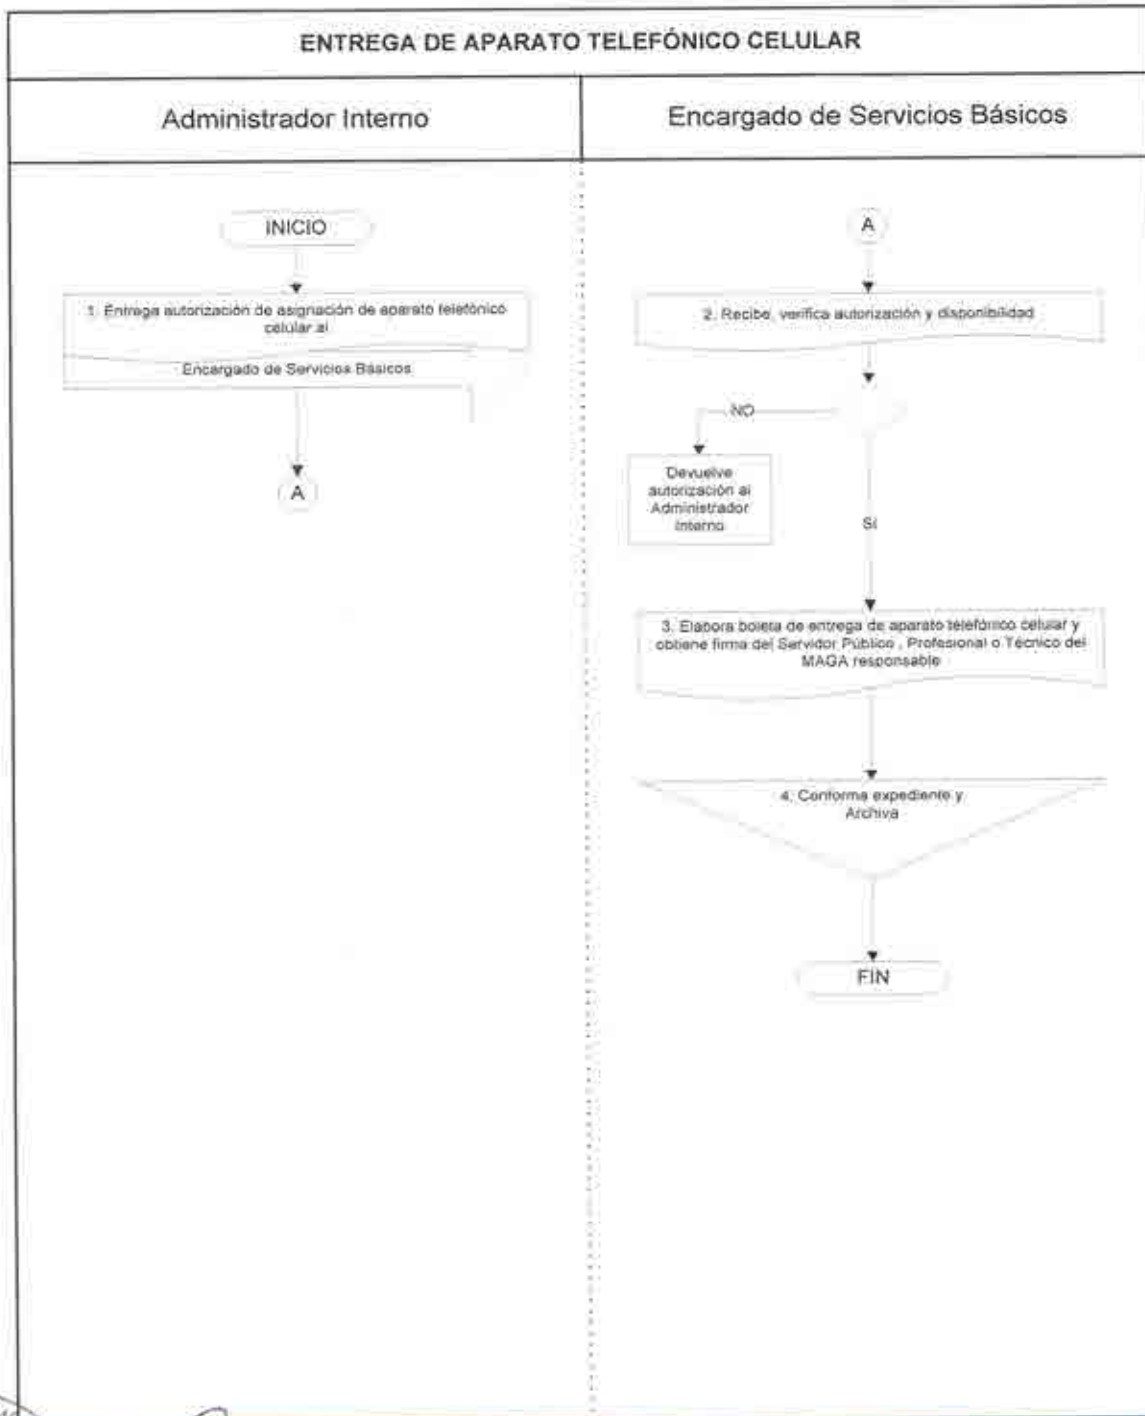 ENTREGA DE APARATO TELEFÓNICO CELULAR
Administrador Interno
INICIO
1. Entrega autorización de asignación de aparato telefónico
celular al
Encargado de Servicios Básicos
A
Encargado de Servicios Básicos
A
2. Recibe, verifica autorización y disponibilidad
NO
Devuelve
autorización al
Administrador
Interno
SI
3. Elabora boleta de entrega de aparato telefónico celular y
obtiene firma del Servidor Público , Profesional o Técnico del
MAGA responsable
4. Conforma expediente y
Archiva
FIN